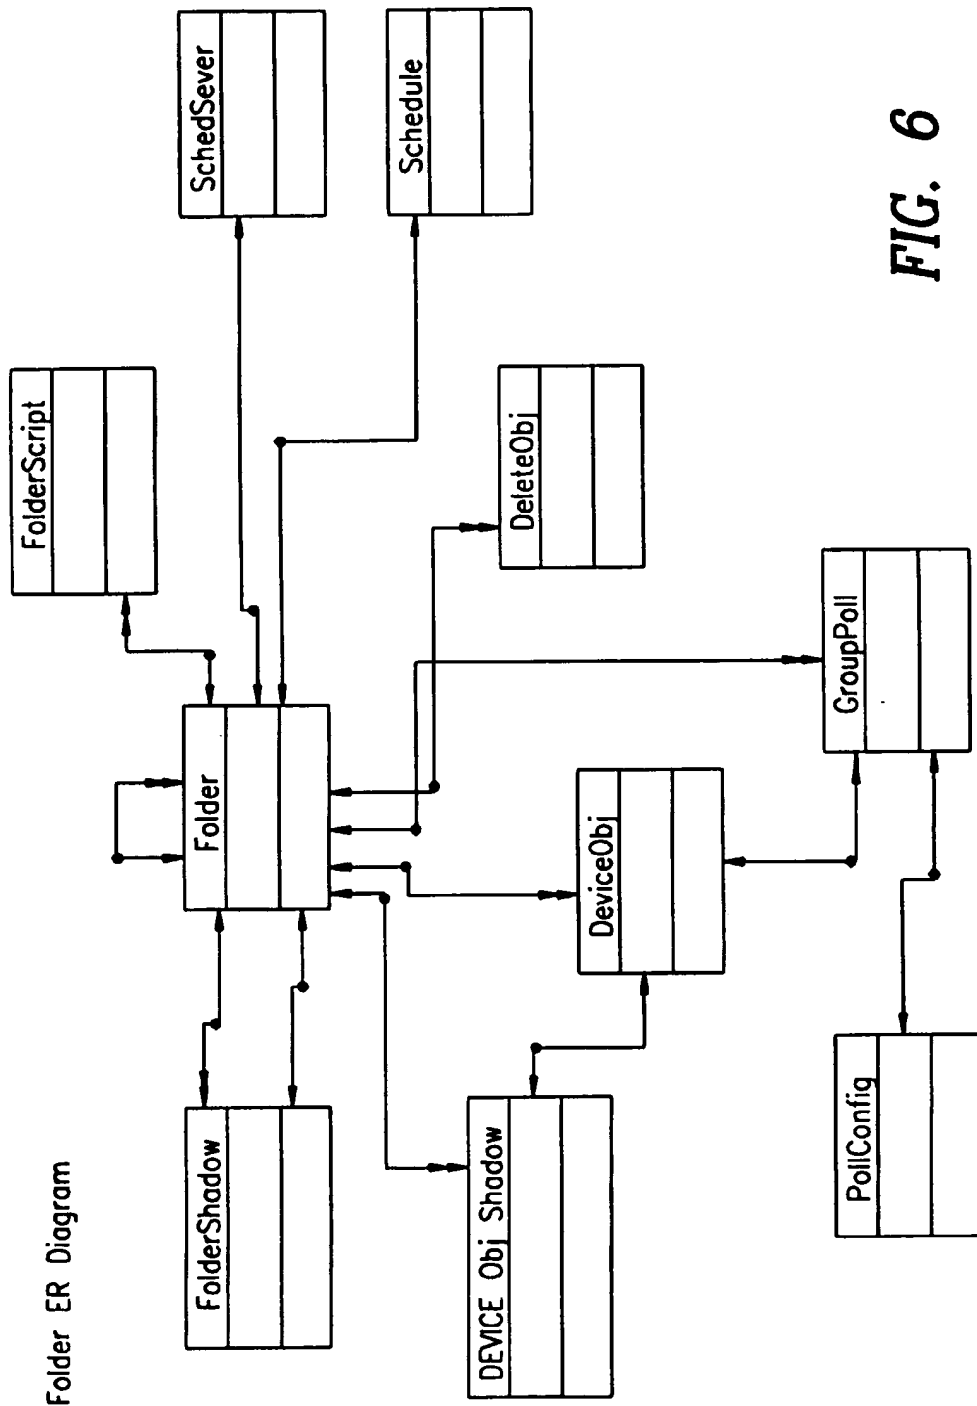 Folder ER Diagram
FolderScript
SchedSever
FolderShadow
Folder
Schedule
DEVICE Obj Shadow
DeleteObj
DeviceObj
PollConfig
GroupPoll
FIG. 6